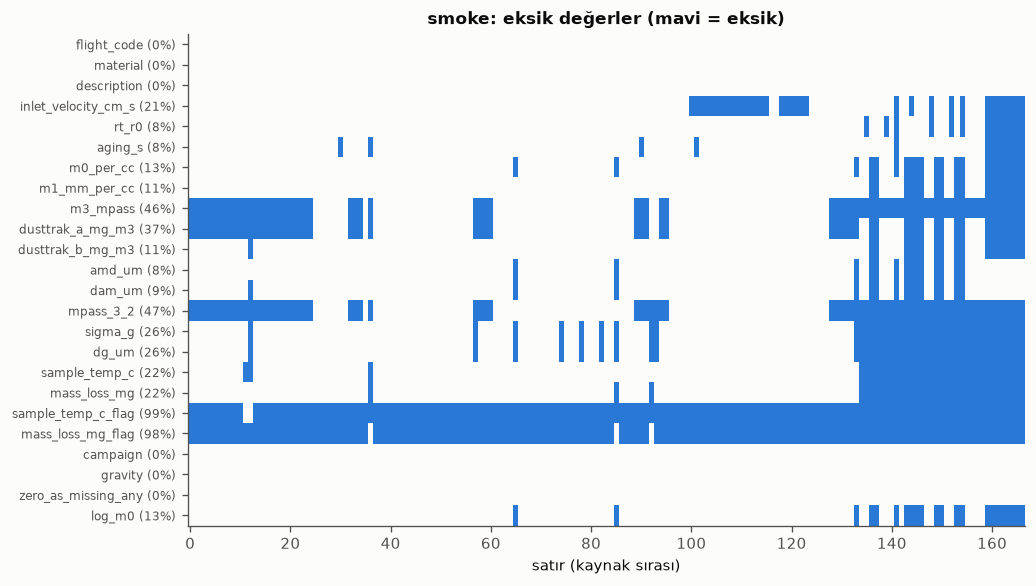 smoke: eksik değerler (mavi = eksik)
flight_code (0%)
material (0%)
description (0%)
inlet_velocity_cm_s (21%)
rt_r0 (8%)
aging_s (8%)
m0_per_cc (13%)
m1_mm_per_cc (11%)
m3_mpass (46%)
dusttrak_a_mg_m3 (37%)
dusttrak_b_mg_m3 (11%)
amd_um (8%)
dam_um (9%)
mpass_3_2 (47%)
sigma_g (26%)
dg_um (26%)
sample_temp_c (22%)
mass_loss_mg (22%)
sample_temp_c_flag (99%)
mass_loss_mg_flag (98%)
campaign (0%)
gravity (0%)
zero_as_missing_any (0%)
log_m0 (13%)
0 20 40 60 80 100 120 140 160
satır (kaynak sırası)